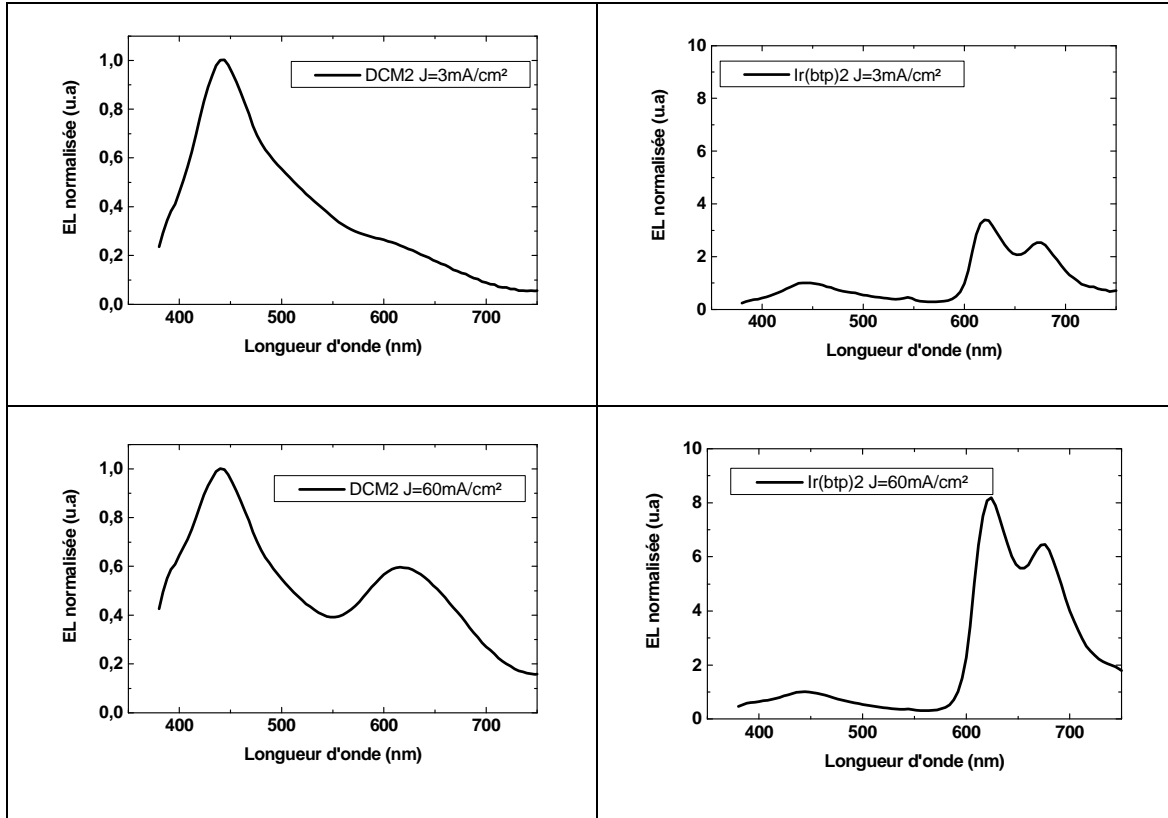 DCM2 J=3mA/cm²
EL normalisée (u.a)
1,0
0,8
0,6
0,4
0,2
0,0
400 500 600 700
Longueur d'onde (nm)
Ir(btp)2 J=3mA/cm²
EL normalisée (u.a)
10
8
6
4
2
0
400 500 600 700
Longueur d'onde (nm)
DCM2 J=60mA/cm²
EL normalisée (u.a)
1,0
0,8
0,6
0,4
0,2
0,0
400 500 600 700
Longueur d'onde (nm)
Ir(btp)2 J=60mA/cm²
EL normalisée (u.a)
10
8
6
4
2
0
400 500 600 700
Longueur d'onde (nm)